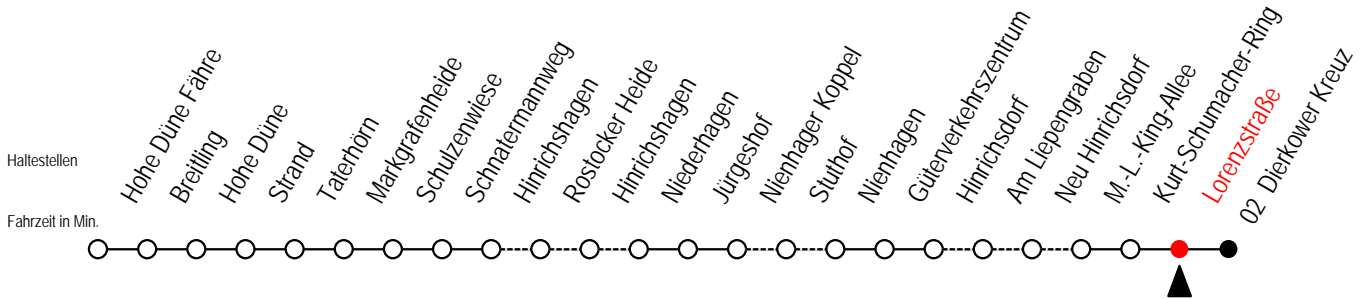 Haltestellen
Fahrzeit in Min.
Hohe Düne Fähre
Breitling
Hohe Düne
Strand
Taterhörn
Markgrafenheide
Schulzenwiese
Schnatermannweg
Hinrichshagen
Rostocker Heide
Hinrichshagen
Niederhagen
Jürgeshof
Nienhager Koppel
Stuthof
Nienhagen
Güterverkehrszentrum
Hinrichsdorf
Am Liepengraben
Neu Hinrichsdorf
M.-L.-King-Allee
Kurt-Schumacher-Ring
Lorenzstraße
02 Dierkower Kreuz